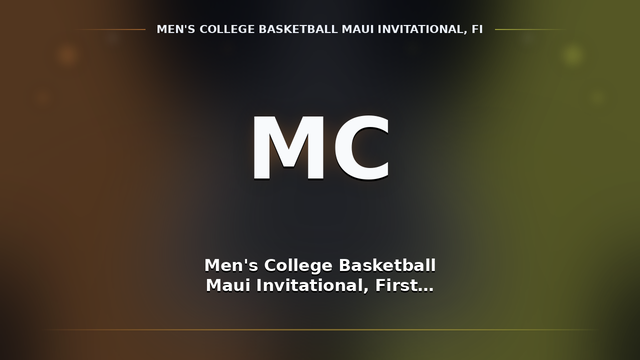 MEN'S COLLEGE BASKETBALL MAUI INVITATIONAL, FI
MC
Men's College Basketball
Maui Invitational, First...